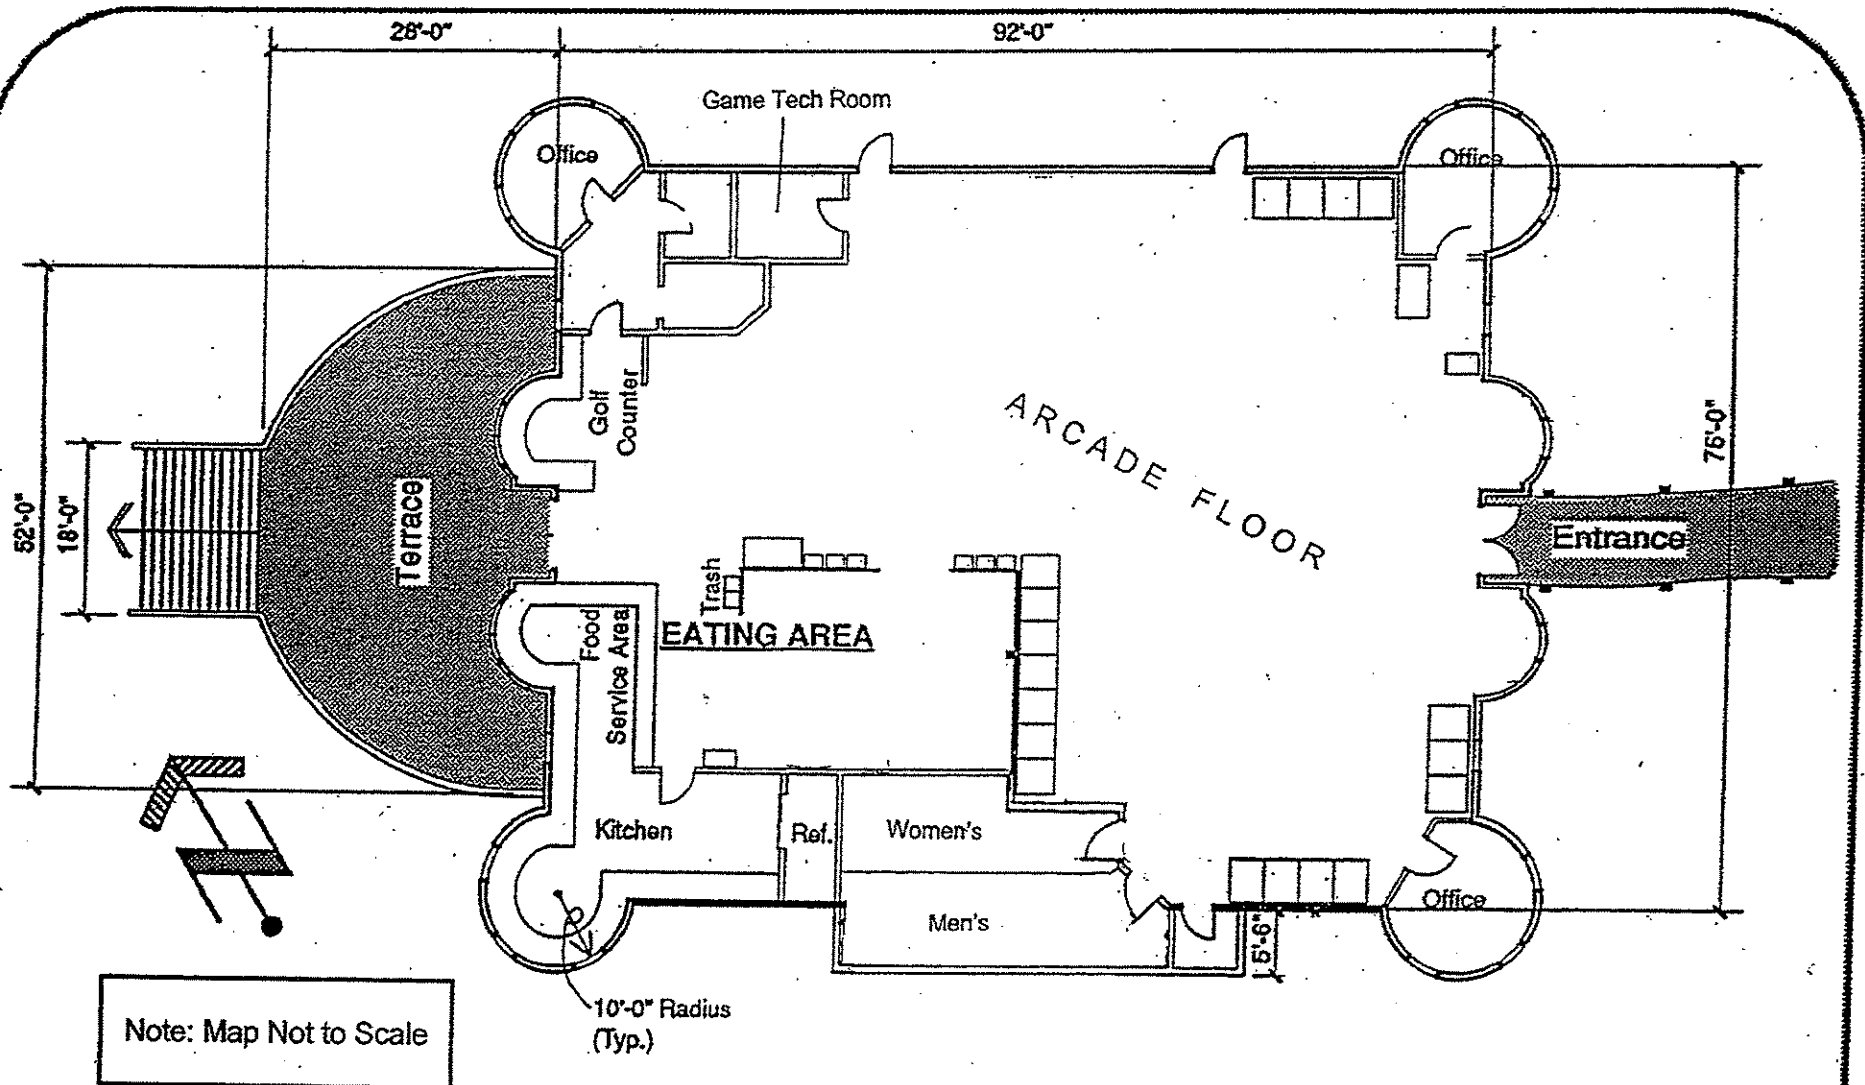 28'-0"
92'-0"
Game Tech Room
Office
Office
Golf
Counter
ARCADE FLOOR
76'-0"
52'-0"
18'-0"
Terrace
Entrance
Trash
Food
Service Area
EATING AREA
Kitchen
Ref.
Women's
Men's
Office
5'-6"
10'-0" Radius
(Typ.)
Note: Map Not to Scale